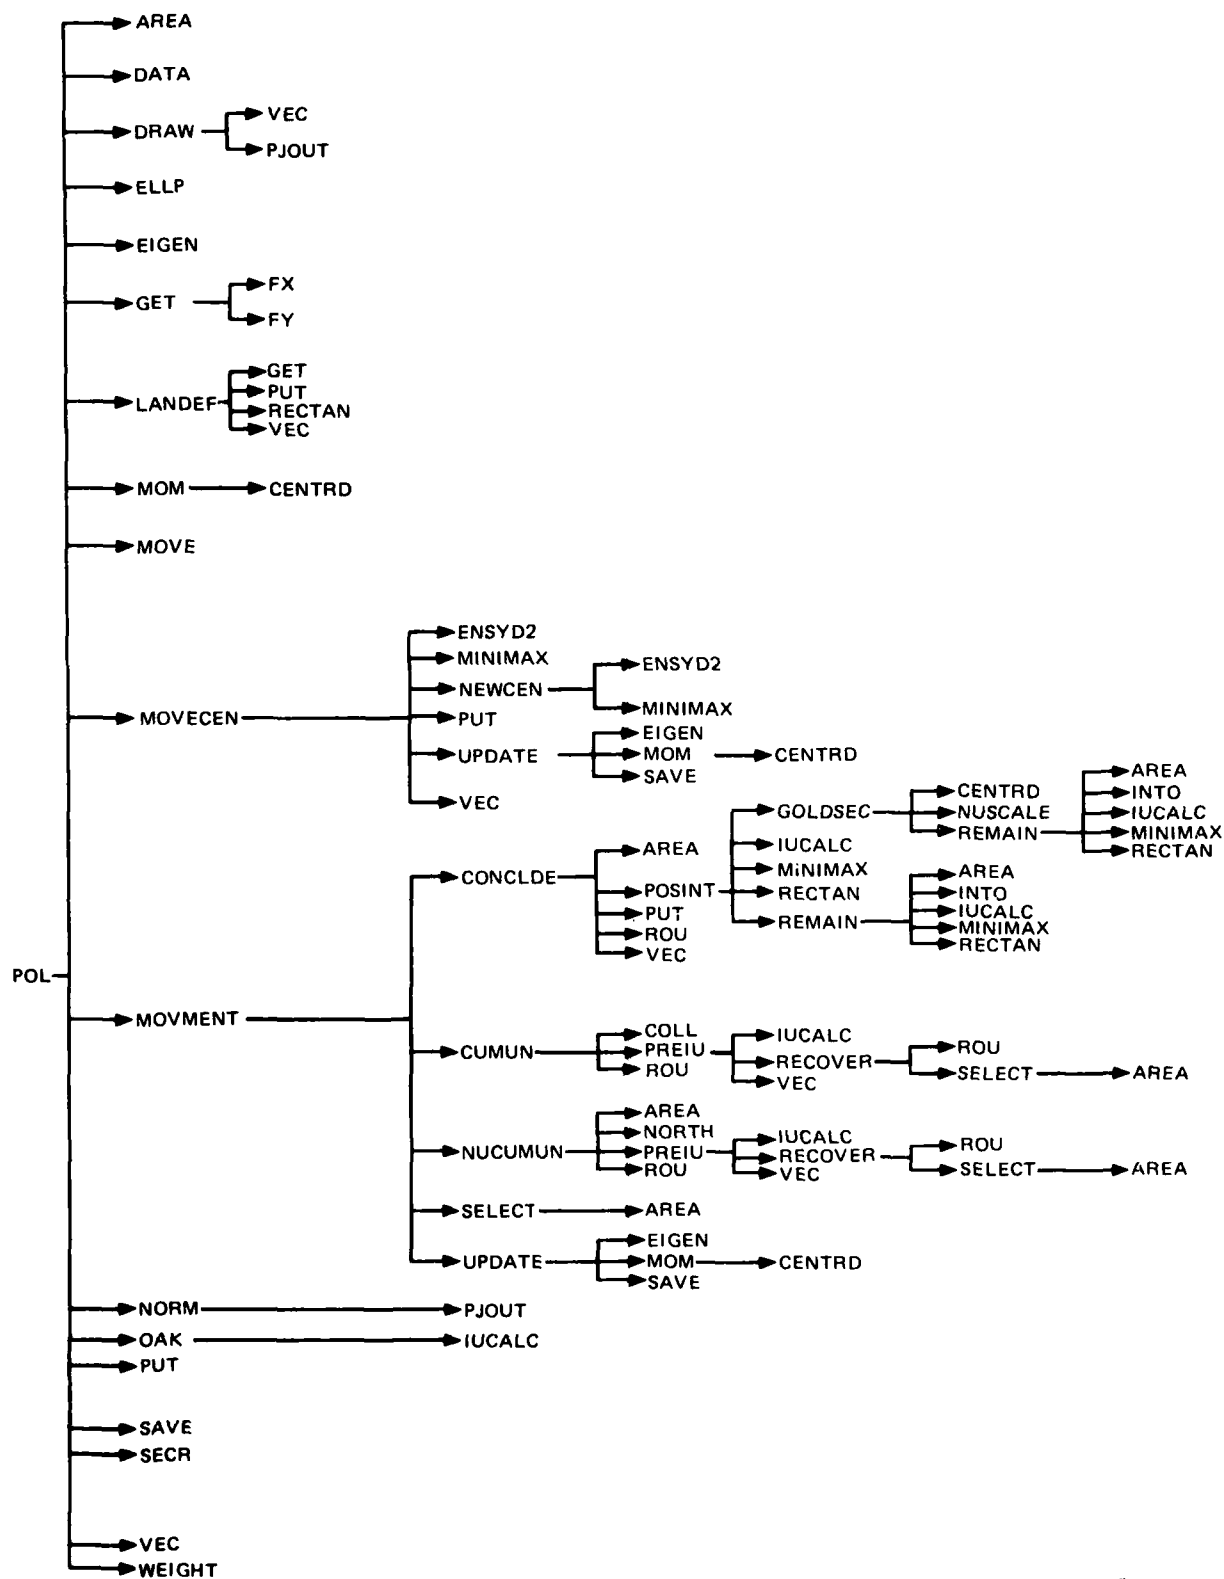 AREA
DATA
VEC
DRAW
PJOUT
ELLP
EIGEN
FX
GET
FY
GET
PUT
LANDEF
RECTAN
VEC
MOM CENTRD
MOVE
ENSYD2
MINIMAX
ENSYD2
NEWCEN
MINIMAX
MOVECEN
PUT
EIGEN
UPDATE MOM CENTRD
SAVE
VEC
AREA
CENTRD INTO
GOLDSEC NUSCALE IUCALC
REMAIN MINIMAX
RECTAN
AREA IUCALC
CONCLDE MINIMAX AREA
POSINT RECTAN INTO
PUT REMAIN IUCALC
ROU MINIMAX
VEC RECTAN
POL
MOVMENT
COLL IUCALC ROU
CUMUN PREIU RECOVER
ROU VEC SELECT AREA
AREA
NORTH IUCALC ROU
NUCUMUN PREIU RECOVER
ROU VEC SELECT AREA
SELECT AREA
EIGEN
UPDATE MOM CENTRD
SAVE
NORM PJOUT
OAK IUCALC
PUT
SAVE
SECR
VEC
WEIGHT